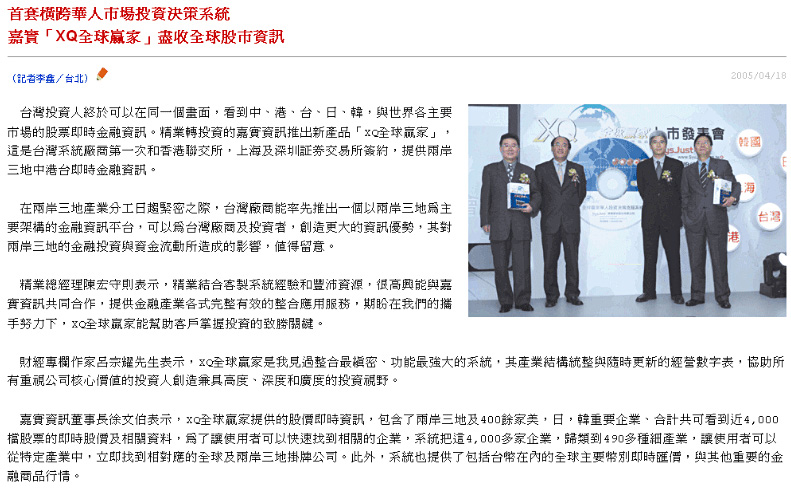 首套橫跨華人市場投資決策系統
嘉實「XQ全球贏家」盡收全球股市資訊
（記者李鑫／台北）
2005/04/18
台灣投資人終於可以在同一個畫面，看到中、港、台、日、韓，與世界各主要
市場的股票即時金融資訊。精業轉投資的嘉實資訊推出新產品「XQ全球贏家」，
這是台灣系統廠商第一次和香港聯交所，上海及深圳証劵交易所簽約，提供兩岸
三地中港台即時金融資訊。
在兩岸三地產業分工日趨緊密之際，台灣廠商能率先推出一個以兩岸三地為主
要架構的金融資訊平台，可以為台灣廠商及投資者，創造更大的資訊優勢，其對
兩岸三地的金融投資與資金流動所造成的影響，值得留意。
精業總經理陳宏守則表示，精業結合客製系統經驗和豐沛資源，很高興能與嘉
實資訊共同合作，提供金融產業各式完整有效的整合應用服務，期盼在我們的攜
手努力下，XQ全球贏家能幫助客戶掌握投資的致勝關鍵。
財經專欄作家呂宗耀先生表示，XQ全球贏家是我見過整合最縝密、功能最強大的系統，其產業結構統整與隨時更新的經營數字表，協助所
有重視公司核心價值的投資人創造兼具高度、深度和廣度的投資視野。
嘉實資訊董事長徐文伯表示，XQ全球贏家提供的股價即時資訊，包含了兩岸三地及400餘家美，日，韓重要企業、合計共可看到近4,000
檔股票的即時股價及相關資料，為了讓使用者可以快速找到相關的企業，系統把這4,000多家企業，歸類到490多種細產業，讓使用者可以
從特定產業中，立即找到相對應的全球及兩岸三地掛牌公司。此外，系統也提供了包括台幣在內的全球主要幣別即時匯價，與其他重要的金
融商品行情。
XQ
人市發表會
韓國
台灣
港